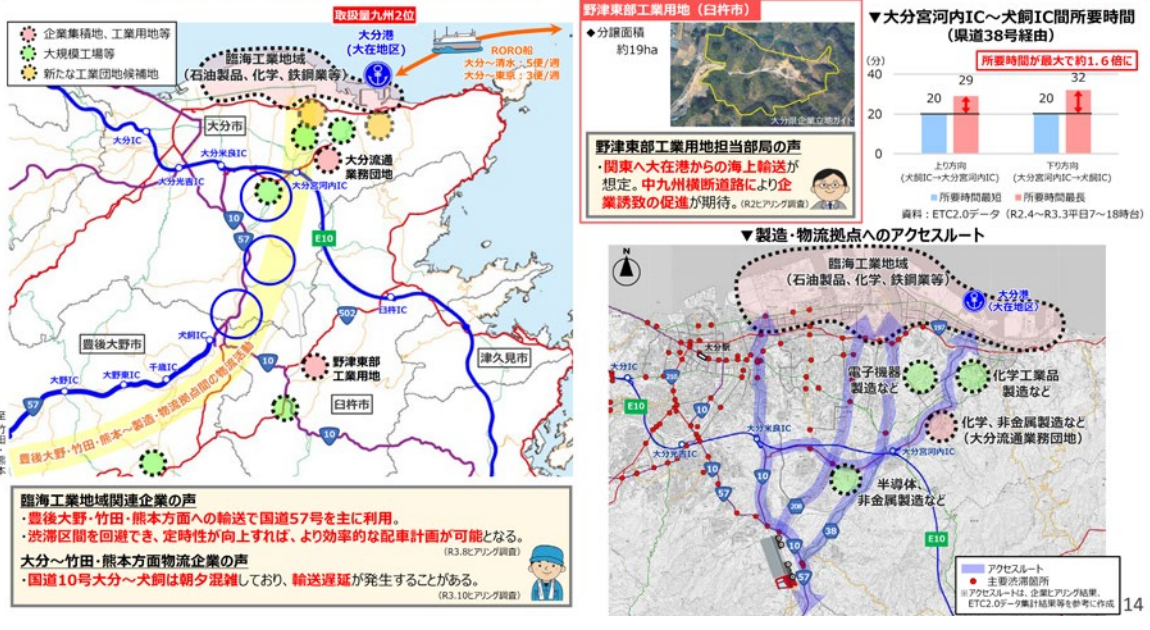 企業集積地、工業用地等
大規模工場等
新たな工業団地候補地
取扱量九州2位
大分港
(大在地区)
RORO船
大分~清水：5便/週
大分~東京：3便/週
臨海工業地域
(石油製品、化学、鉄鋼業等)
大分市
大分IC
大分光吉IC
大分米良IC
大分宮河内IC
大分流通
業務団地
10
57
E10
502
臼杵IC
豊後大野市
犬飼IC
千歳IC
大野東IC
大野IC
57
10
野津東部
工業用地
津久見市
臼杵市
10
豊後大野・竹田・熊本~製造・物流拠点間の物流活動
臨海工業地域関連企業の声
・豊後大野・竹田・熊本方面への輸送で国道57号を主に利用。
・渋滞区間を回避でき、定時性が向上すれば、より効率的な配車計画が可能となる。
(R3.8ヒアリング調査)
大分~竹田・熊本方面物流企業の声
・国道10号大分~犬飼は朝夕混雑しており、輸送遅延が発生することがある。
(R3.10ヒアリング調査)
野津東部工業用地（臼杵市）
◆分譲面積
約19ha
大分県企業立地ガイド
野津東部工業用地担当部局の声
・関東へ大在港からの海上輸送が
想定。中九州横断道路により企
業誘致の促進が期待。(R2ヒアリング調査)
▼大分宮河内IC~犬飼IC間所要時間
（県道38号経由）
(分)
所要時間が最大で約1.6倍に
40
20
0
20
29
20
32
上り方向
(犬飼IC→大分宮河内IC)
下り方向
(大分宮河内IC→犬飼IC)
所要時間最短
所要時間最長
資料：ETC2.0データ（R2.4~R3.3平日7~18時台）
▼製造・物流拠点へのアクセスルート
N
臨海工業地域
(石油製品、化学、鉄鋼業等)
大分港
(大在地区)
197
大分駅
大分IC
E10
10
電子機器
製造など
化学工業品
製造など
化学、非金属製造など
(大分流通業務団地)
大分米良IC
大分光吉IC
大分宮河内IC
半導体、
非金属製造など
10
10
57
208
38
10
57
E10
アクセスルート
主要渋滞箇所
※アクセスルートは、企業ヒアリング結果、
ETC2.0データ集計結果等を参考に作成
14